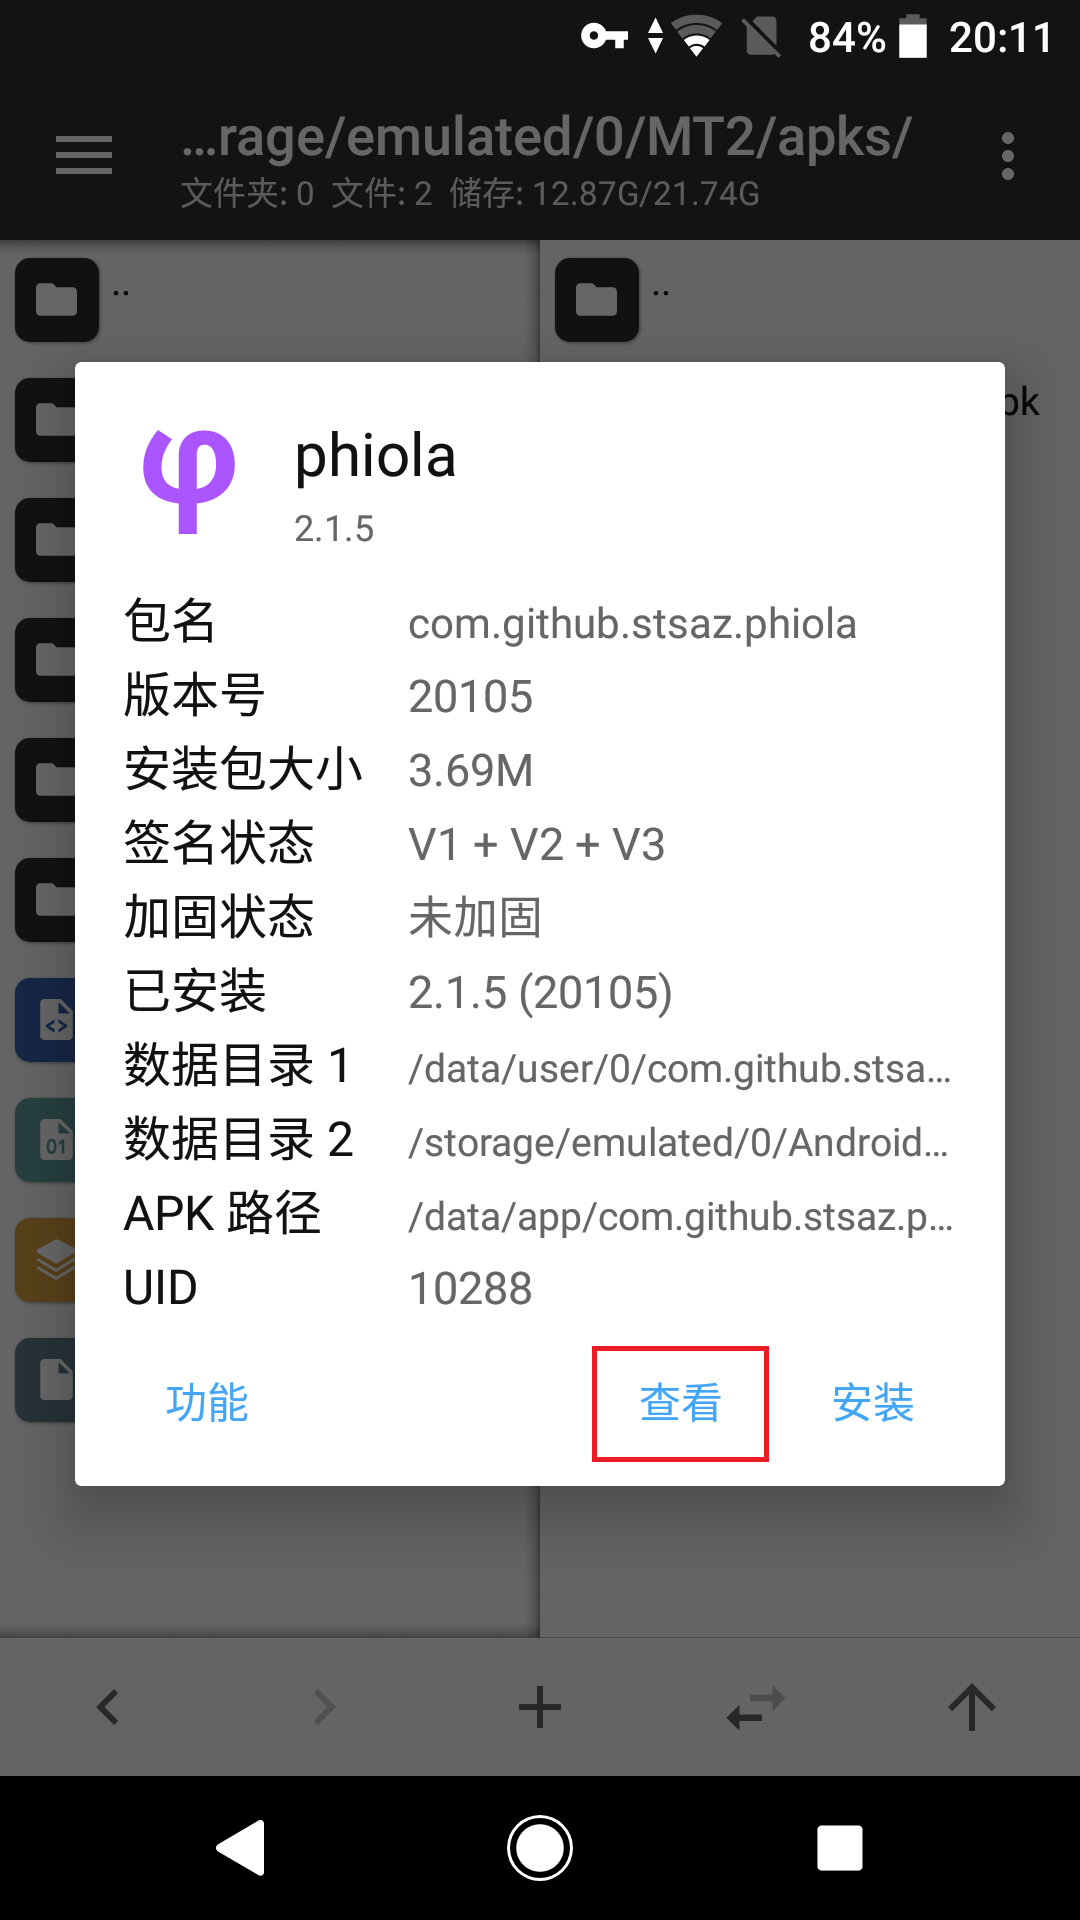 84% 20:11
...rage/emulated/0/MT2/apks/
文件夹: 0 文件: 2 储存: 12.87G/21.74G
.. ..
pk
phiola
2.1.5
包名 com.github.stsaz.phiola
版本号 20105
安装包大小 3.69M
签名状态 V1 + V2 + V3
加固状态 未加固
已安装 2.1.5 (20105)
数据目录 1 /data/user/0/com.github.stsa...
数据目录 2 /storage/emulated/0/Android...
APK 路径 /data/app/com.github.stsaz.p...
UID 10288
01
功能 查看 安装